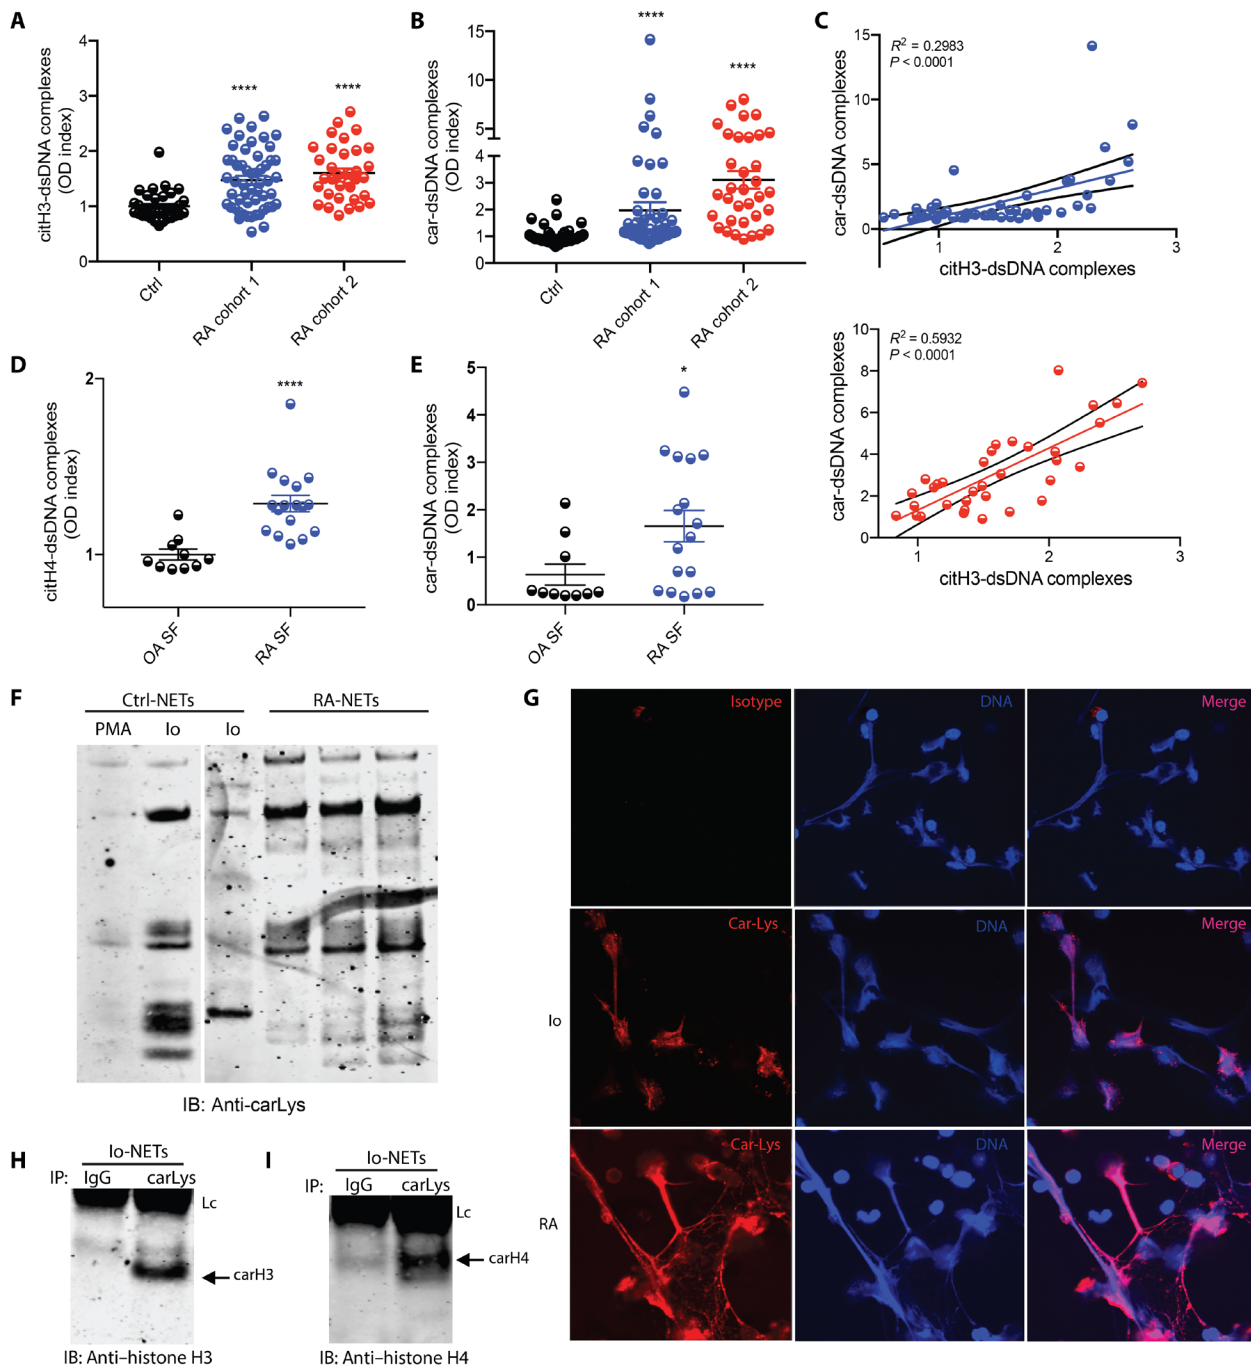 A
citH3-dsDNA complexes
(OD index)
4
3
2
1
0
****
****
Ctrl
RA cohort 1
RA cohort 2
B
car-dsDNA complexes
(OD index)
15
10
5
4
3
2
1
0
****
****
Ctrl
RA cohort 1
RA cohort 2
C
car-dsDNA complexes
15
10
5
0
R² = 0.2983
P < 0.0001
1
2
3
citH3-dsDNA complexes
car-dsDNA complexes
10
8
6
4
2
0
R² = 0.5932
P < 0.0001
1
2
3
citH3-dsDNA complexes
D
citH4-dsDNA complexes
(OD index)
2
1
****
OA SF
RA SF
E
car-dsDNA complexes
(OD index)
5
4
3
2
1
0
*
OA SF
RA SF
F
Ctrl-NETs
RA-NETs
PMA
Io
Io
IB: Anti-carLys
G
Isotype
DNA
Merge
Io
Car-Lys
DNA
Merge
RA
Car-Lys
DNA
Merge
H
Io-NETs
IP:
IgG
carLys
Lc
carH3
IB: Anti–histone H3
I
Io-NETs
IP:
IgG
carLys
Lc
carH4
IB: Anti–histone H4